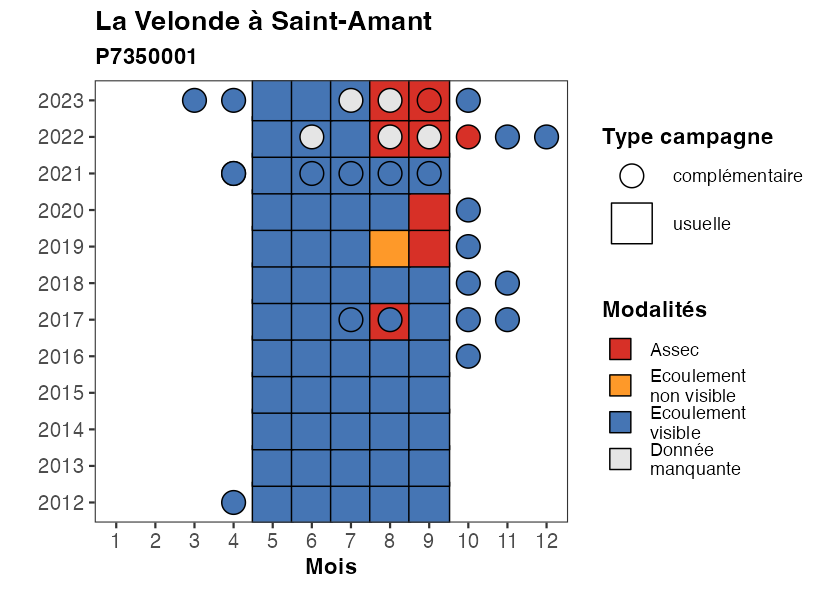 La Velonde à Saint-Amant
P7350001
2023
2022
2021
2020
2019
2018
2017
2016
2015
2014
2013
2012
1 2 3 4 5 6 7 8 9 10 11 12
Mois
Type campagne
complémentaire
usuelle
Modalités
Assec
Ecoulement
non visible
Ecoulement
visible
Donnée
manquante